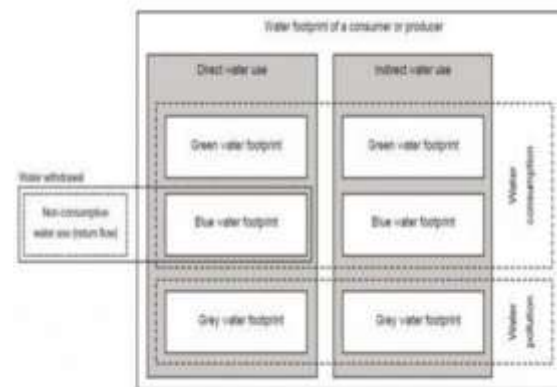 Water footprint of a consumer or producer
Direct water use
Indirect water use
Green water footprint
Green water footprint
Water withdrawal
Non-consumptive
water use (return flow)
Blue water footprint
Blue water footprint
Water
consumption
Grey water footprint
Grey water footprint
Water
pollution